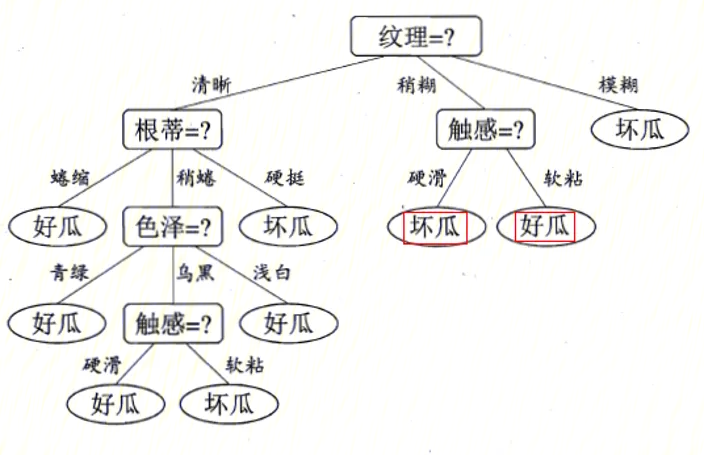 纹理=?
清晰
稍糊
模糊
根蒂=?
触感=?
坏瓜
蜷缩
稍蜷
硬挺
硬滑
软粘
好瓜
色泽=?
坏瓜
坏瓜
好瓜
青绿
乌黑
浅白
好瓜
触感=?
好瓜
硬滑
软粘
好瓜
坏瓜